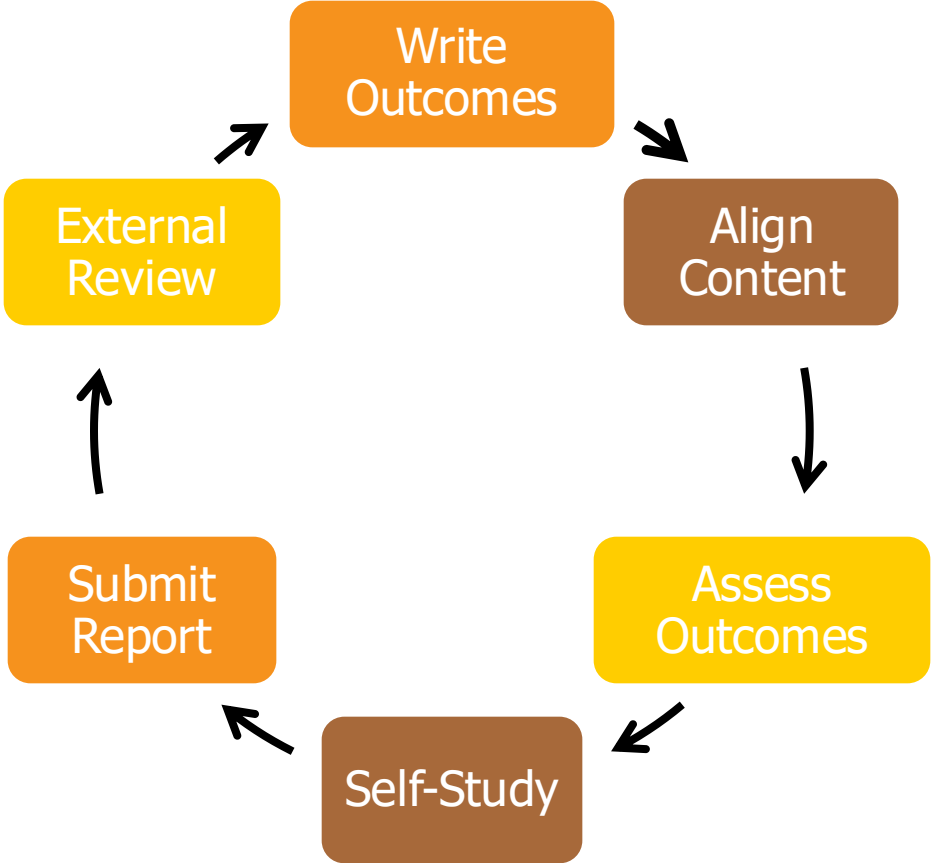 Write
Outcomes
Align
Content
Assess
Outcomes
Self-Study
Submit
Report
External
Review